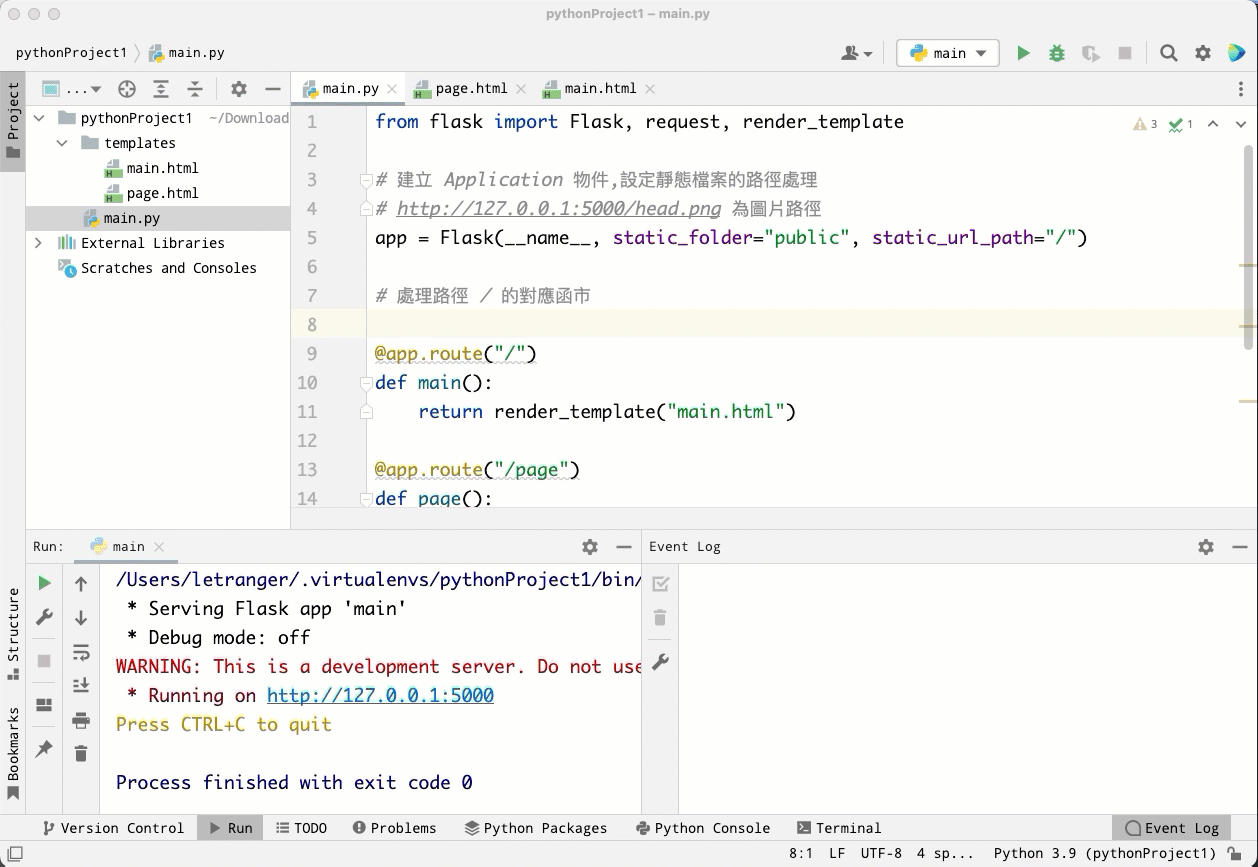 pythonProject1 – main.py
pythonProject1 main.py
main
Project
...
main.py page.html main.html
pythonProject1 ~/Download
templates
main.html
page.html
main.py
External Libraries
Scratches and Consoles
3 1
1 from flask import Flask, request, render_template
2
3 # 建立 Application 物件,設定靜態檔案的路徑處理
4 # http://127.0.0.1:5000/head.png 為圖片路徑
5 app = Flask(__name__, static_folder="public", static_url_path="/")
6
7 # 處理路徑 / 的對應函市
8
9 @app.route("/")
10 def main():
11 return render_template("main.html")
12
13 @app.route("/page")
14 def page():
Run: main
Event Log
/Users/letranger/.virtualenvs/pythonProject1/bin/
* Serving Flask app 'main'
* Debug mode: off
WARNING: This is a development server. Do not use
* Running on http://127.0.0.1:5000
Press CTRL+C to quit
Process finished with exit code 0
Structure
Bookmarks
Version Control Run TODO Problems Python Packages Python Console Terminal Event Log
8:1 LF UTF-8 4 sp... Python 3.9 (pythonProject1)